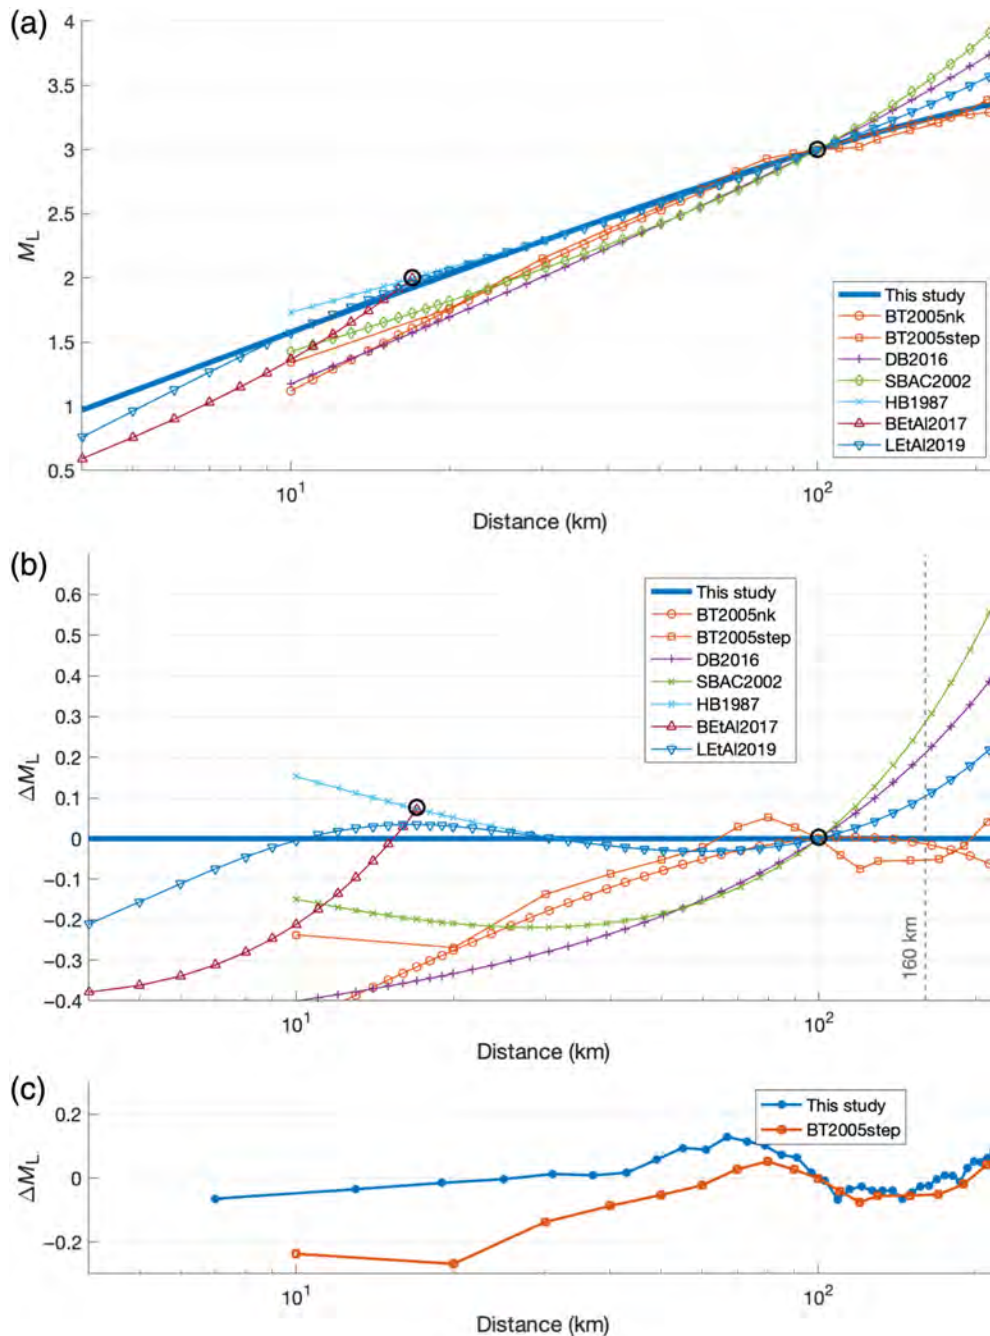 (a)
4
3.5
3
2.5
2
1.5
1
0.5
M_L
10^1
10^2
Distance (km)
This study
BT2005nk
BT2005step
DB2016
SBAC2002
HB1987
BEtAl2017
LEtAl2019
(b)
0.6
0.5
0.4
0.3
0.2
0.1
0
−0.1
−0.2
−0.3
−0.4
ΔM_L
This study
BT2005nk
BT2005step
DB2016
SBAC2002
HB1987
BEtAl2017
LEtAl2019
160 km
10^1
10^2
Distance (km)
(c)
0.2
0
−0.2
ΔM_L
This study
BT2005step
10^1
10^2
Distance (km)